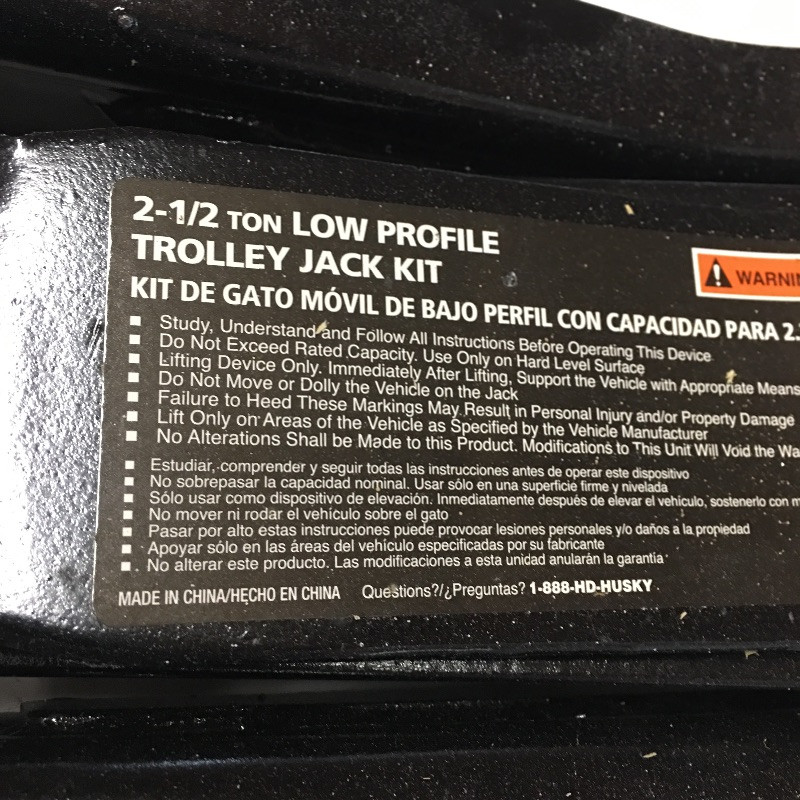 2-1/2 TON LOW PROFILE
TROLLEY JACK KIT
KIT DE GATO MÓVIL DE BAJO PERFIL CON CAPACIDAD PARA 2.
▪ Study, Understand and Follow All Instructions Before Operating This Device
▪ Do Not Exceed Rated Capacity. Use Only on Hard Level Surface
▪ Lifting Device Only. Immediately After Lifting, Support the Vehicle with Appropriate Means
▪ Do Not Move or Dolly the Vehicle on the Jack
▪ Failure to Heed These Markings May Result in Personal Injury and/or Property Damage
▪ Lift Only on Areas of the Vehicle as Specified by the Vehicle Manufacturer
▪ No Alterations Shall be Made to this Product. Modifications to This Unit Will Void the Wa
WARNIN
▪ Estudiar, comprender y seguir todas las instrucciones antes de operar este dispositivo
▪ No sobrepasar la capacidad nominal. Usar sólo en una superficie firme y nivelada
▪ Sólo usar como dispositivo de elevación. Inmediatamente después de elevar el vehículo, sostenerlo con m
▪ No mover ni rodar el vehículo sobre el gato
▪ Pasar por alto estas instrucciones puede provocar lesiones personales y/o daños a la propiedad
▪ Apoyar sólo en las áreas del vehículo especificadas por su fabricante
▪ No alterar este producto. Las modificaciones a esta unidad anularán la garantía
MADE IN CHINA/HECHO EN CHINA Questions?/¿Preguntas? 1-888-HD-HUSKY